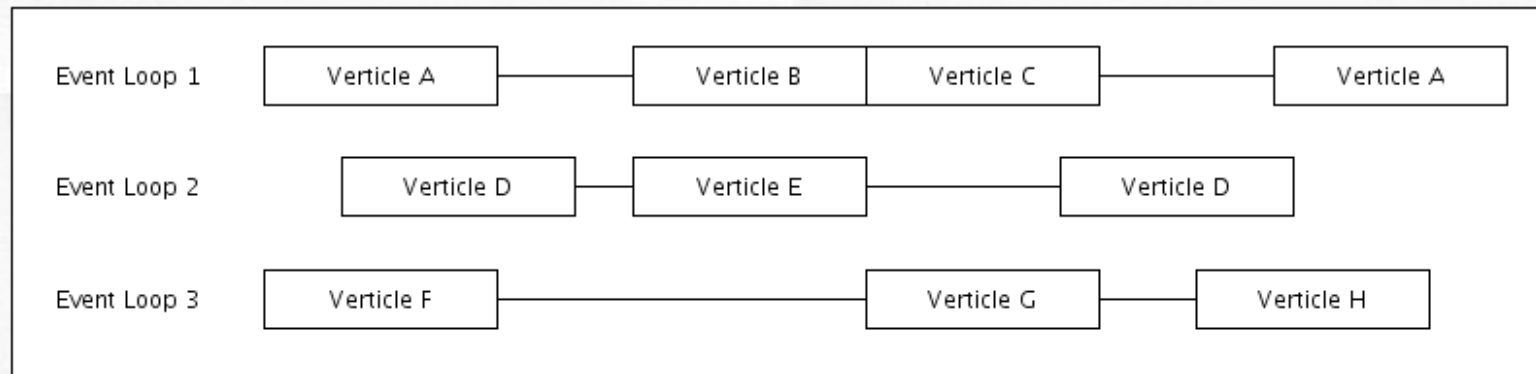 Event Loop 1 Verticle A Verticle B Verticle C Verticle A
Event Loop 2 Verticle D Verticle E Verticle D
Event Loop 3 Verticle F Verticle G Verticle H